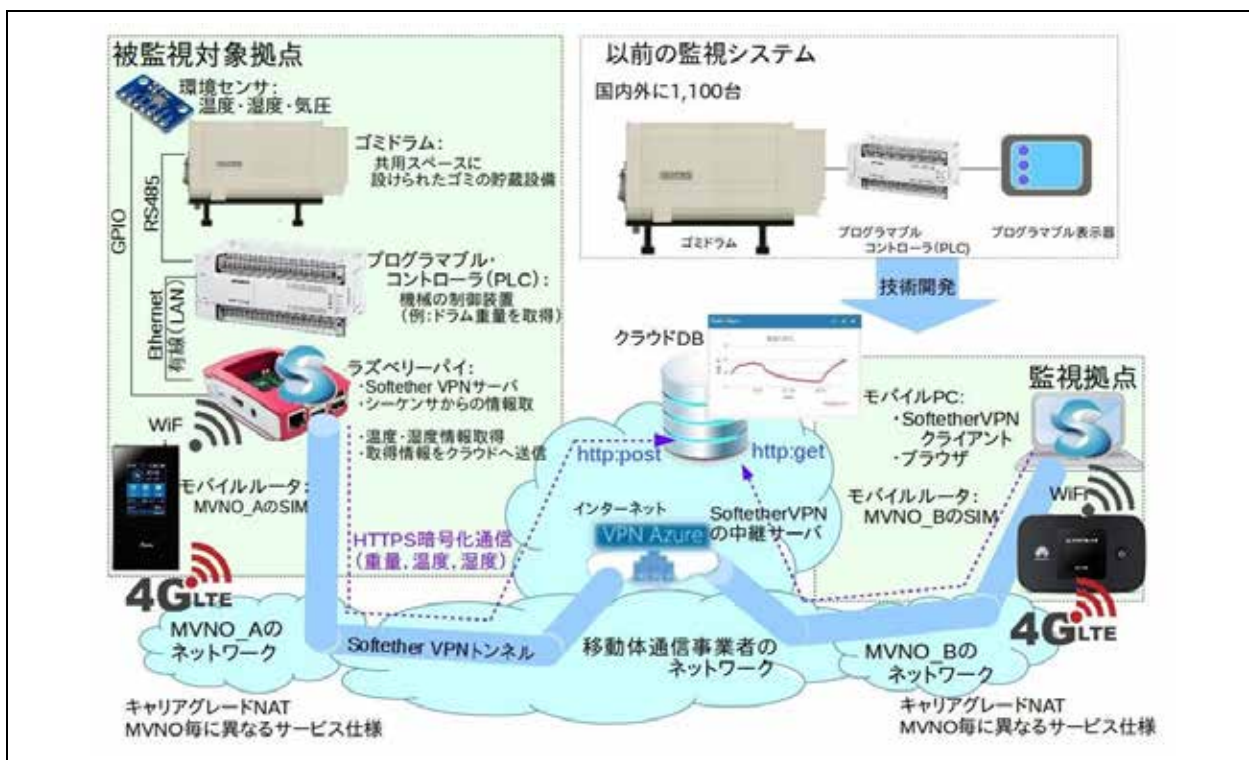 被監視対象拠点
環境センサ：
温度・湿度・気圧
ゴミドラム：
共用スペースに
設けられたゴミの貯蔵設備
GPIO
RS485
プログラマブル・
コントローラ（PLC）：
機械の制御装置
（例：ドラム重量を取得）
Ethernet
有線（LAN）
ラズベリーパイ：
・Softether VPNサーバ
・シーケンサからの情報取
・温度・湿度情報取得
・取得情報をクラウドへ送信
WiF
モバイルルータ：
MVNO_AのSIM
HTTPS暗号化通信
（重量，温度，湿度）
4G LTE
MVNO_Aの
ネットワーク
キャリアグレードNAT
MVNO毎に異なるサービス仕様
Softether VPNトンネル
以前の監視システム
国内外に1,100台
ゴミドラム
プログラマブル
コントローラ（PLC）
プログラマブル表示器
技術開発
クラウドDB
http:post
http:get
インターネット
VPN Azure
SoftetherVPN
の中継サーバ
移動体通信事業者の
ネットワーク
監視拠点
モバイルPC：
・SoftetherVPN
クライアント
・ブラウザ
モバイルルータ：
MVNO_BのSIM
WiFi
4G LTE
MVNO_Bの
ネットワーク
キャリアグレードNAT
MVNO毎に異なるサービス仕様